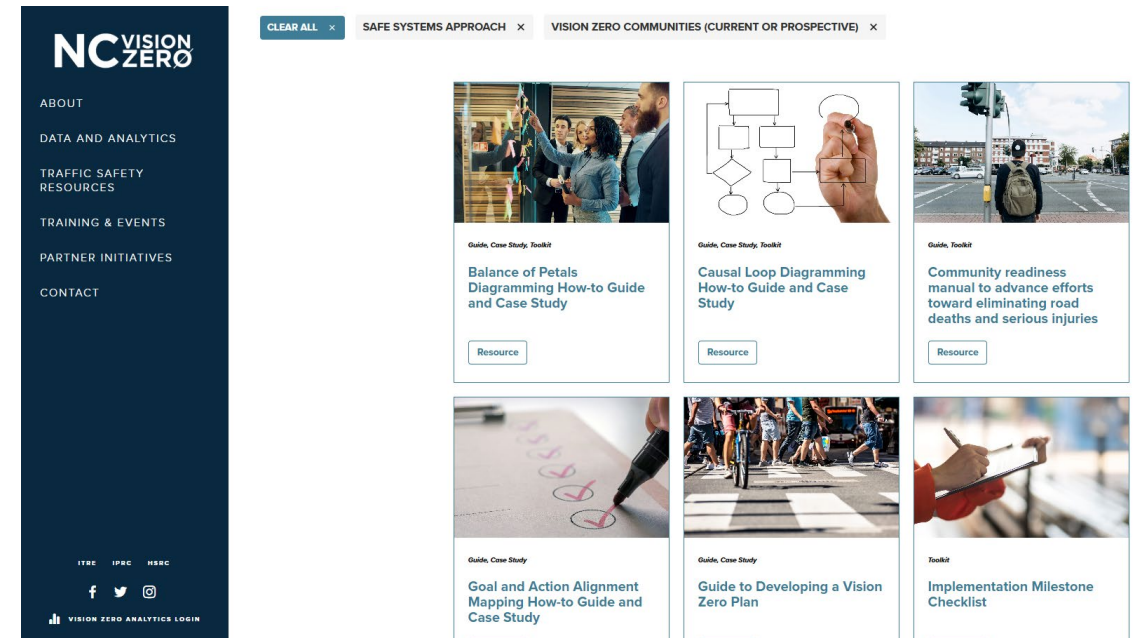 NC VISION ZERO
ABOUT
DATA AND ANALYTICS
TRAFFIC SAFETY
RESOURCES
TRAINING & EVENTS
PARTNER INITIATIVES
CONTACT
ITRE IPRC HSRC
VISION ZERO ANALYTICS LOGIN
CLEAR ALL × SAFE SYSTEMS APPROACH × VISION ZERO COMMUNITIES (CURRENT OR PROSPECTIVE) ×
Guide, Case Study, Toolkit
Balance of Petals
Diagramming How-to Guide
and Case Study
Resource
Guide, Case Study, Toolkit
Causal Loop Diagramming
How-to Guide and Case
Study
Resource
Guide, Toolkit
Community readiness
manual to advance efforts
toward eliminating road
deaths and serious injuries
Resource
Guide, Case Study
Goal and Action Alignment
Mapping How-to Guide and
Case Study
Guide, Case Study
Guide to Developing a Vision
Zero Plan
Toolkit
Implementation Milestone
Checklist